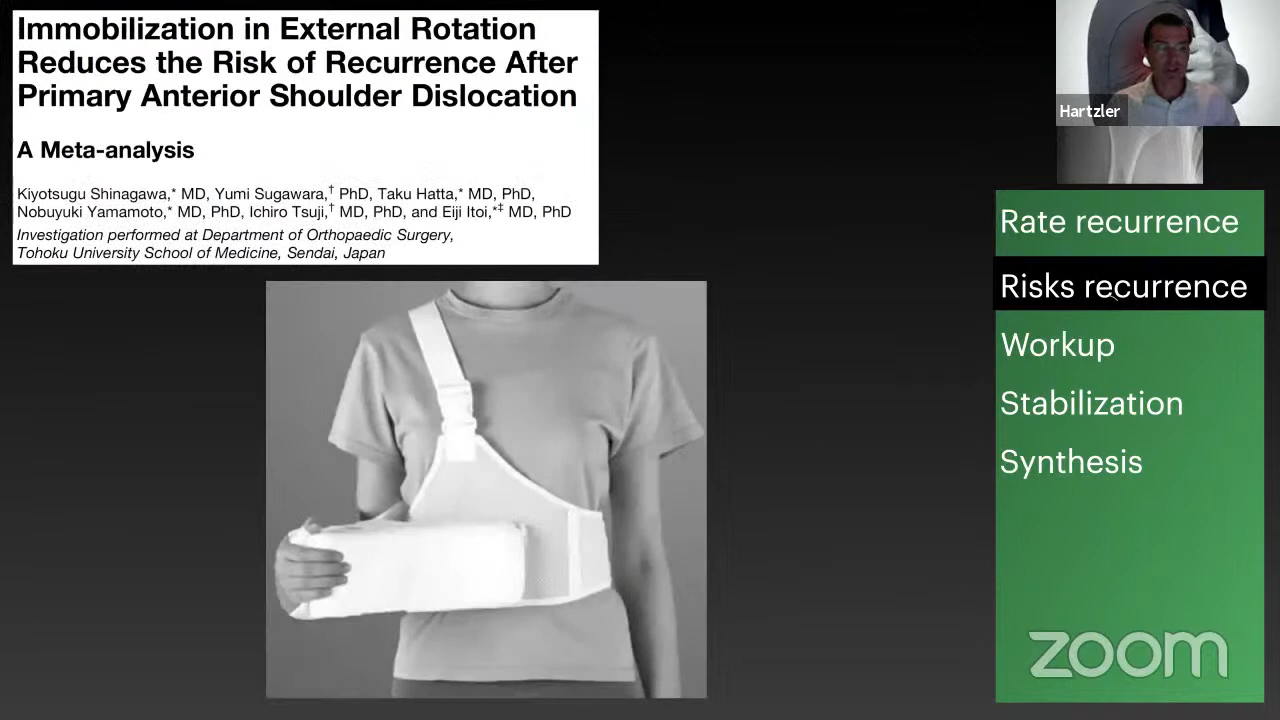 Immobilization in External Rotation
Reduces the Risk of Recurrence After
Primary Anterior Shoulder Dislocation
A Meta-analysis
Kiyotsugu Shinagawa,* MD, Yumi Sugawara,† PhD, Taku Hatta,* MD, PhD,
Nobuyuki Yamamoto,* MD, PhD, Ichiro Tsuji,† MD, PhD, and Eiji Itoi,*‡ MD, PhD
Investigation performed at Department of Orthopaedic Surgery,
Tohoku University School of Medicine, Sendai, Japan
Hartzler
Rate recurrence
Risks recurrence
Workup
Stabilization
Synthesis
zoom